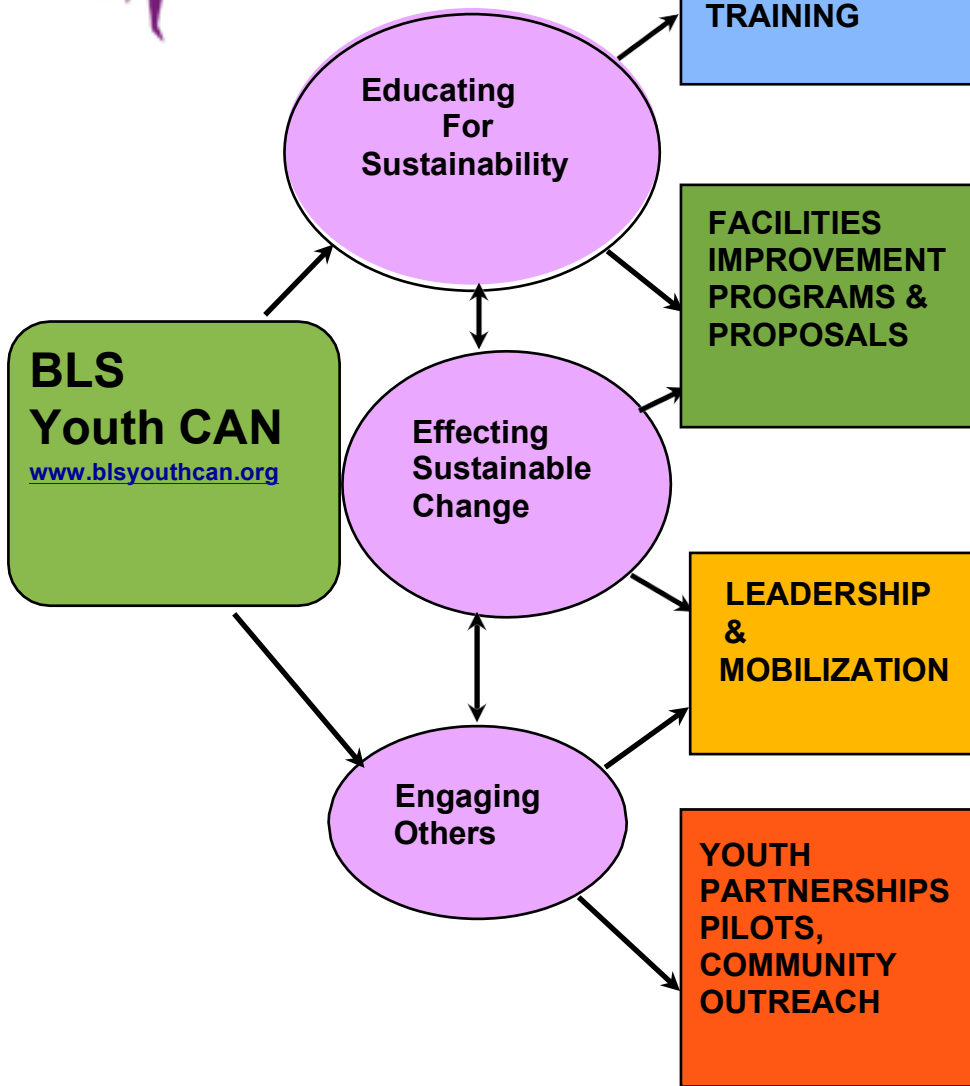 TRAINING
Educating
For
Sustainability
FACILITIES
IMPROVEMENT
PROGRAMS &
PROPOSALS
BLS
Youth CAN
www.blsyouthcan.org
Effecting
Sustainable
Change
LEADERSHIP
&
MOBILIZATION
Engaging
Others
YOUTH
PARTNERSHIPS
PILOTS,
COMMUNITY
OUTREACH